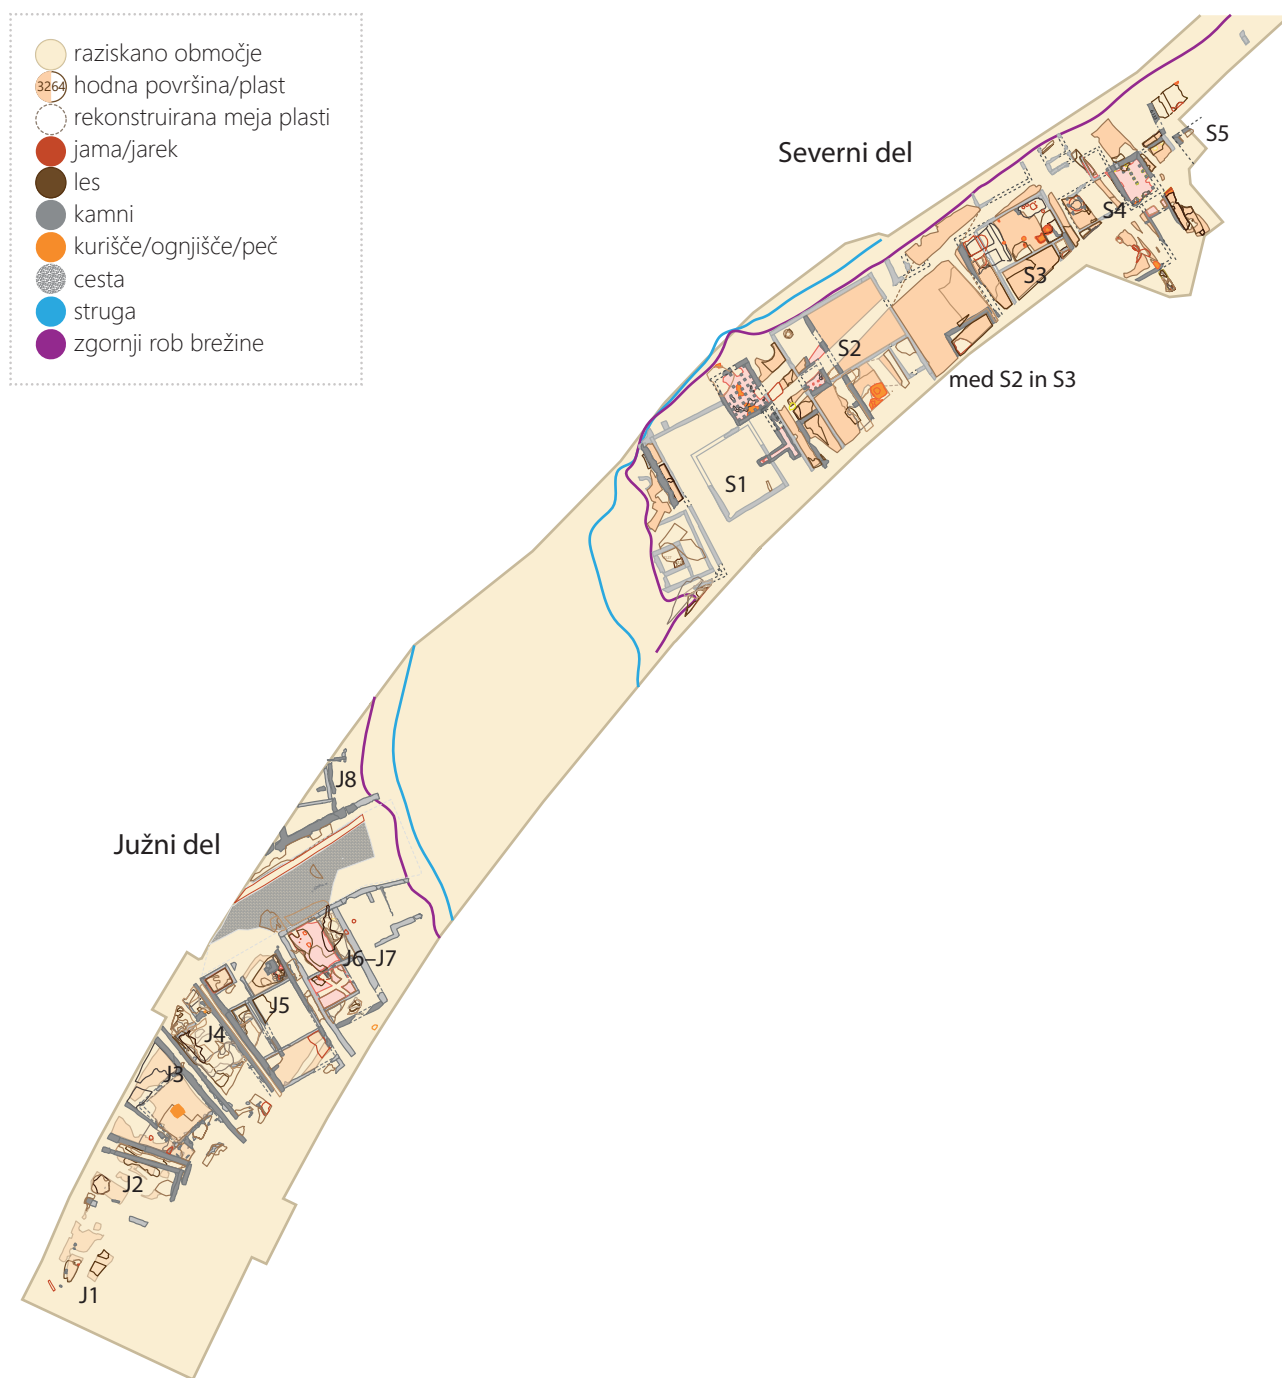 raziskano območje
3264 hodna površina/plast
rekonstruirana meja plasti
jama/jarek
les
kamni
kurišče/ognjišče/peč
cesta
struga
zgornji rob brežine
Severni del
S5
S4
S3
S2
med S2 in S3
S1
J8
Južni del
J6–J7
J5
J4
J3
J2
J1